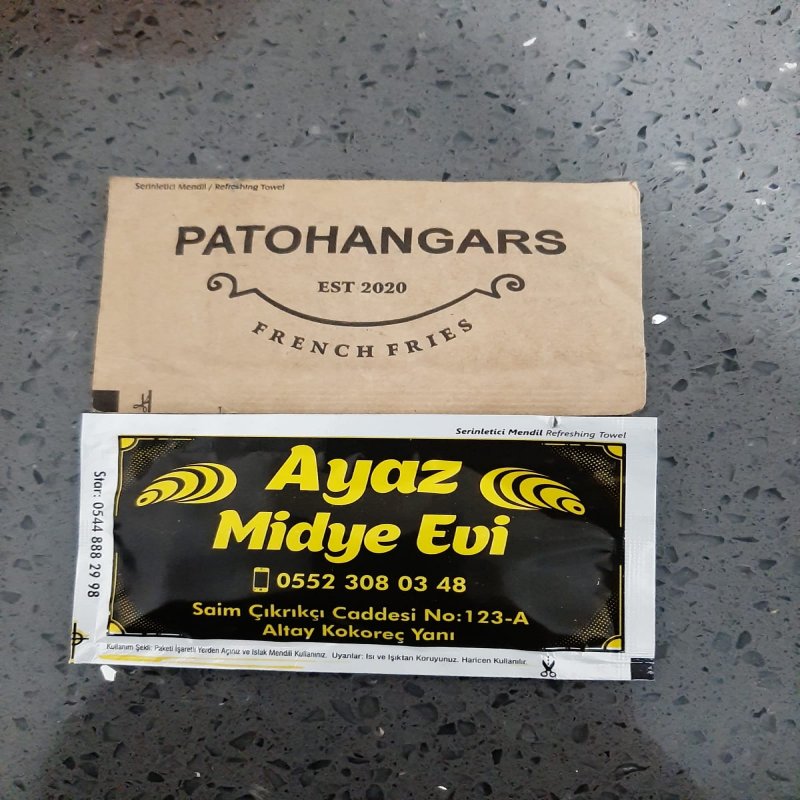 Serinletici Mendil / Refreshing Towel
PATOHANGARS
EST 2020
FRENCH FRIES
Serinletici Mendil Refreshing Towel
Star: 0544 888 29 98
Ayaz
Midye Evi
0552 308 03 48
Saim Çıkrıkçı Caddesi No:123-A
Altay Kokoreç Yanı
Kullanım Şekli: Paketi İşaretli Yerden Açınız ve Islak Mendili Kullanınız. Uyarılar: Isı ve Işıktan Koruyunuz. Haricen Kullanılır.